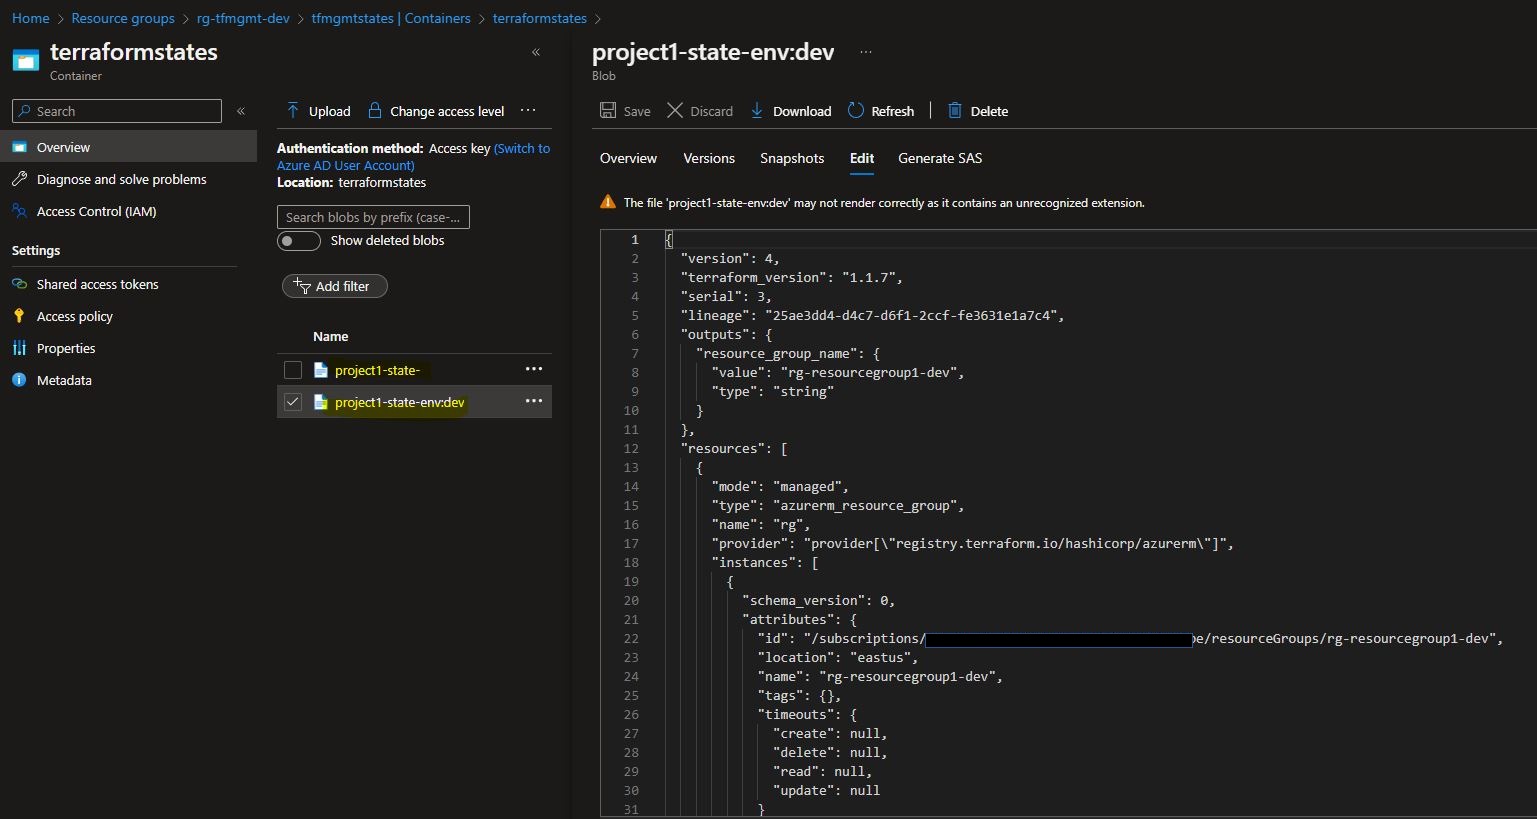 Home > Resource groups > rg-tfmgmt-dev > tfmgmtstates | Containers > terraformstates >
terraformstates
Container
Search
Overview
Diagnose and solve problems
Access Control (IAM)
Settings
Shared access tokens
Access policy
Properties
Metadata
Upload
Change access level
Authentication method: Access key (Switch to
Azure AD User Account)
Location: terraformstates
Search blobs by prefix (case-...
Show deleted blobs
Add filter
Name
project1-state-
project1-state-env:dev
project1-state-env:dev
Blob
Save Discard Download Refresh | Delete
Overview Versions Snapshots Edit Generate SAS
The file 'project1-state-env:dev' may not render correctly as it contains an unrecognized extension.
1 {
2 "version": 4,
3 "terraform_version": "1.1.7",
4 "serial": 3,
5 "lineage": "25ae3dd4-d4c7-d6f1-2ccf-fe3631e1a7c4",
6 "outputs": {
7 "resource_group_name": {
8 "value": "rg-resourcegroup1-dev",
9 "type": "string"
10 }
11 },
12 "resources": [
13 {
14 "mode": "managed",
15 "type": "azurerm_resource_group",
16 "name": "rg",
17 "provider": "provider[\"registry.terraform.io/hashicorp/azurerm\"]",
18 "instances": [
19 {
20 "schema_version": 0,
21 "attributes": {
22 "id": "/subscriptions/ e/resourceGroups/rg-resourcegroup1-dev",
23 "location": "eastus",
24 "name": "rg-resourcegroup1-dev",
25 "tags": {},
26 "timeouts": {
27 "create": null,
28 "delete": null,
29 "read": null,
30 "update": null
31 }